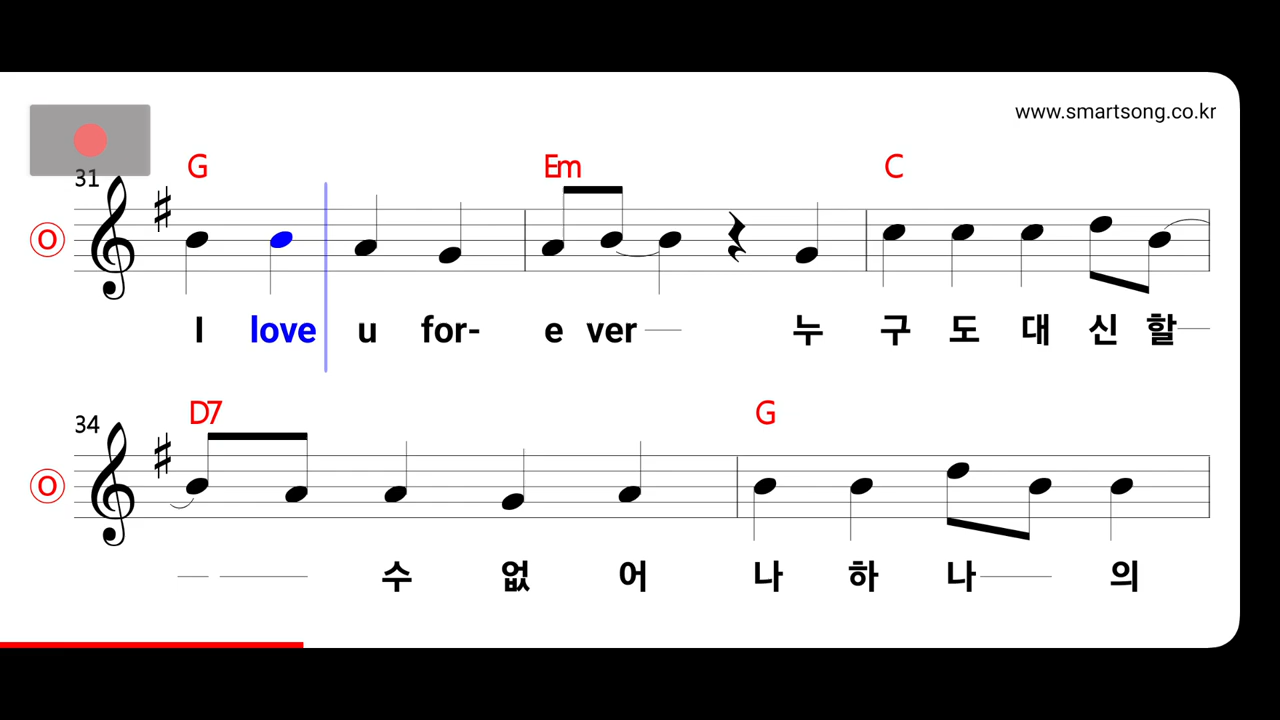 www.smartsong.co.kr
31 G Em C
O
I love u for- e ver 누 구 도 대 신 할
34 D7 G
O
수 없 어 나 하 나 의